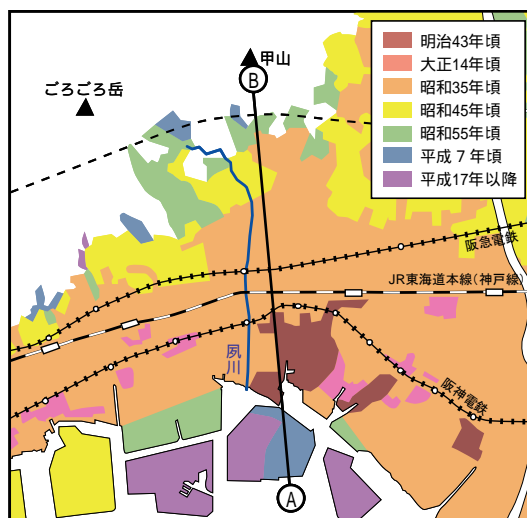 甲山
B
ごろごろ岳
明治43年頃
大正14年頃
昭和35年頃
昭和45年頃
昭和55年頃
平成７年頃
平成17年以降
阪急電鉄
JR東海道本線(神戸線)
夙川
阪神電鉄
A